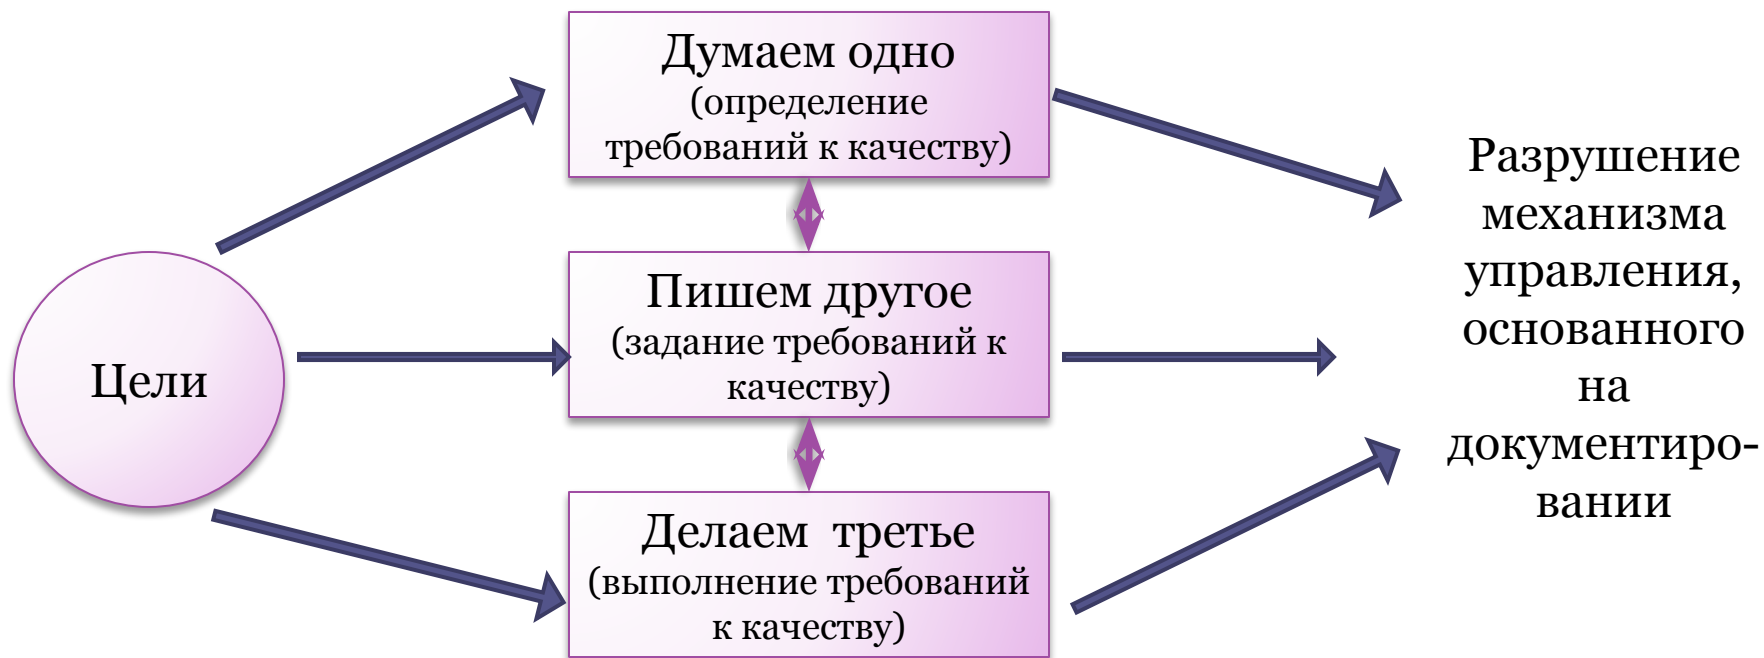 Цели
Думаем одно
(определение
требований к качеству)
Пишем другое
(задание требований к
качеству)
Делаем  третье
(выполнение требований
к качеству)
Разрушение
механизма
управления,
основанного
на
документиро-
вании